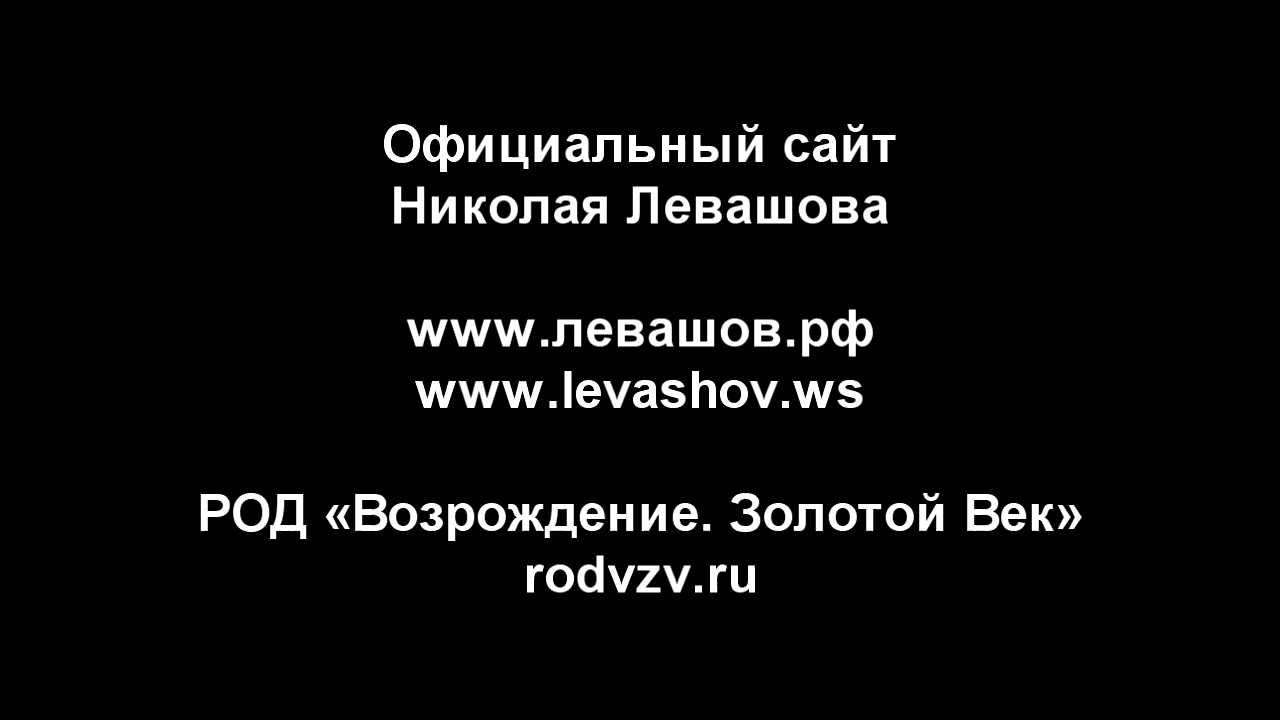 Официальный сайт
Николая Левашова
www.левашов.рф
www.levashov.ws
РОД «Возрождение. Золотой Век»
rodvzv.ru